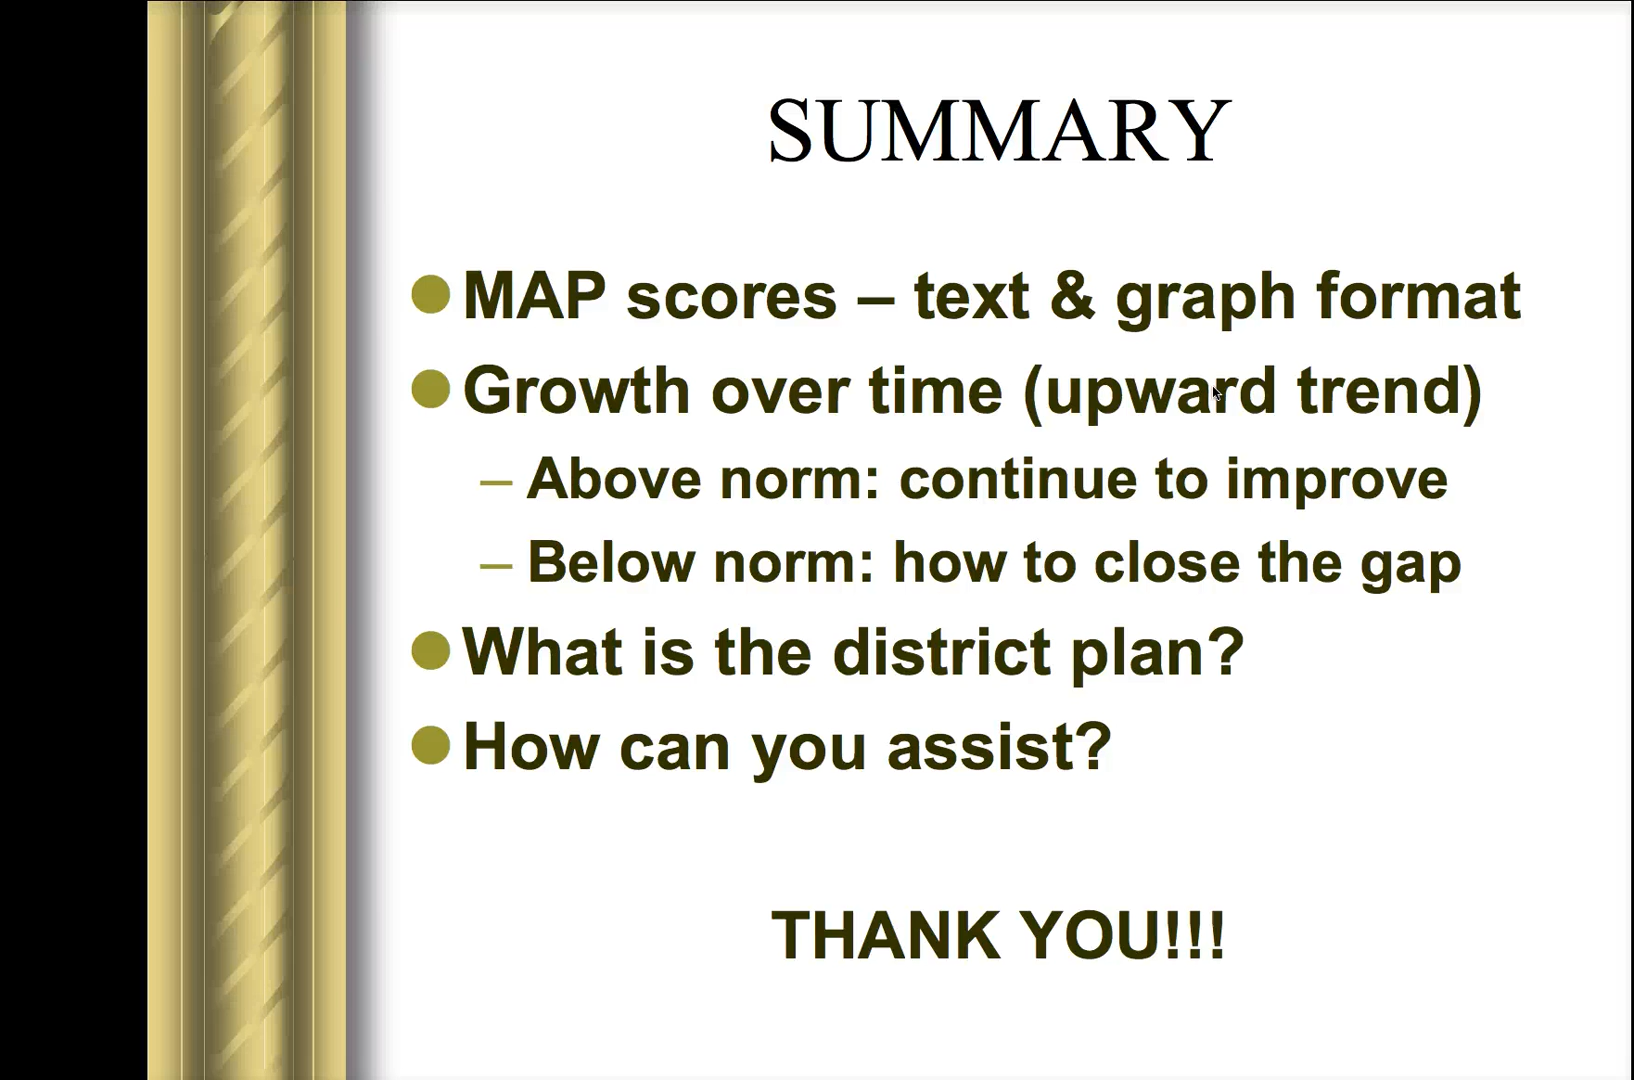 SUMMARY
MAP scores – text & graph format
Growth over time (upward trend)
– Above norm: continue to improve
– Below norm: how to close the gap
What is the district plan?
How can you assist?
THANK YOU!!!